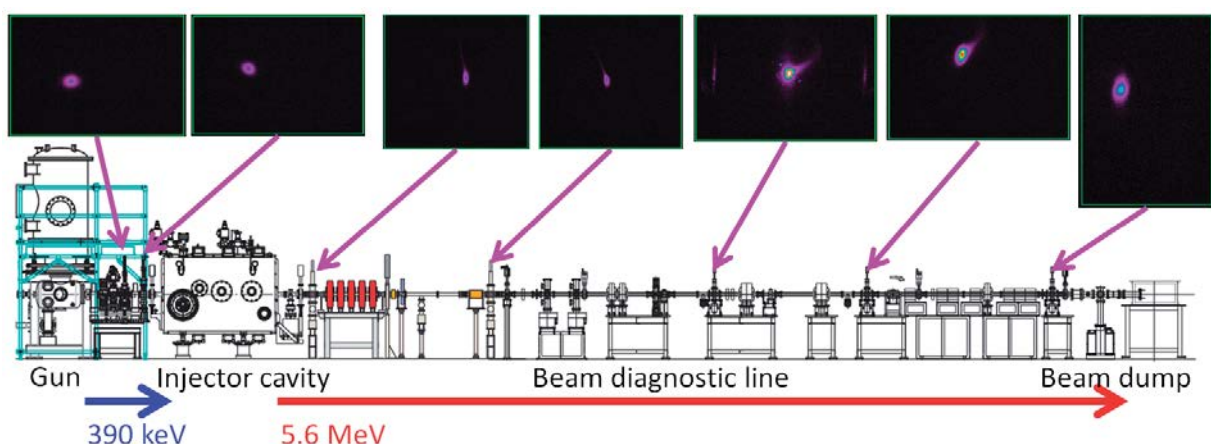 Gun
Injector cavity
Beam diagnostic line
Beam dump
390 keV
5.6 MeV